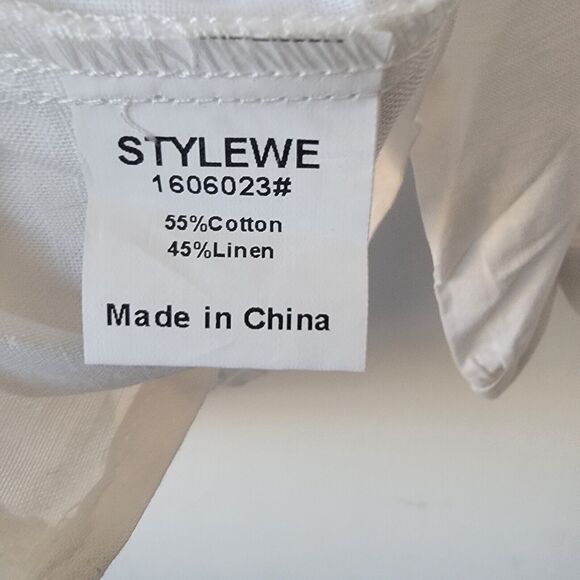 STYLEWE
1606023#
55%Cotton
45%Linen
Made in China